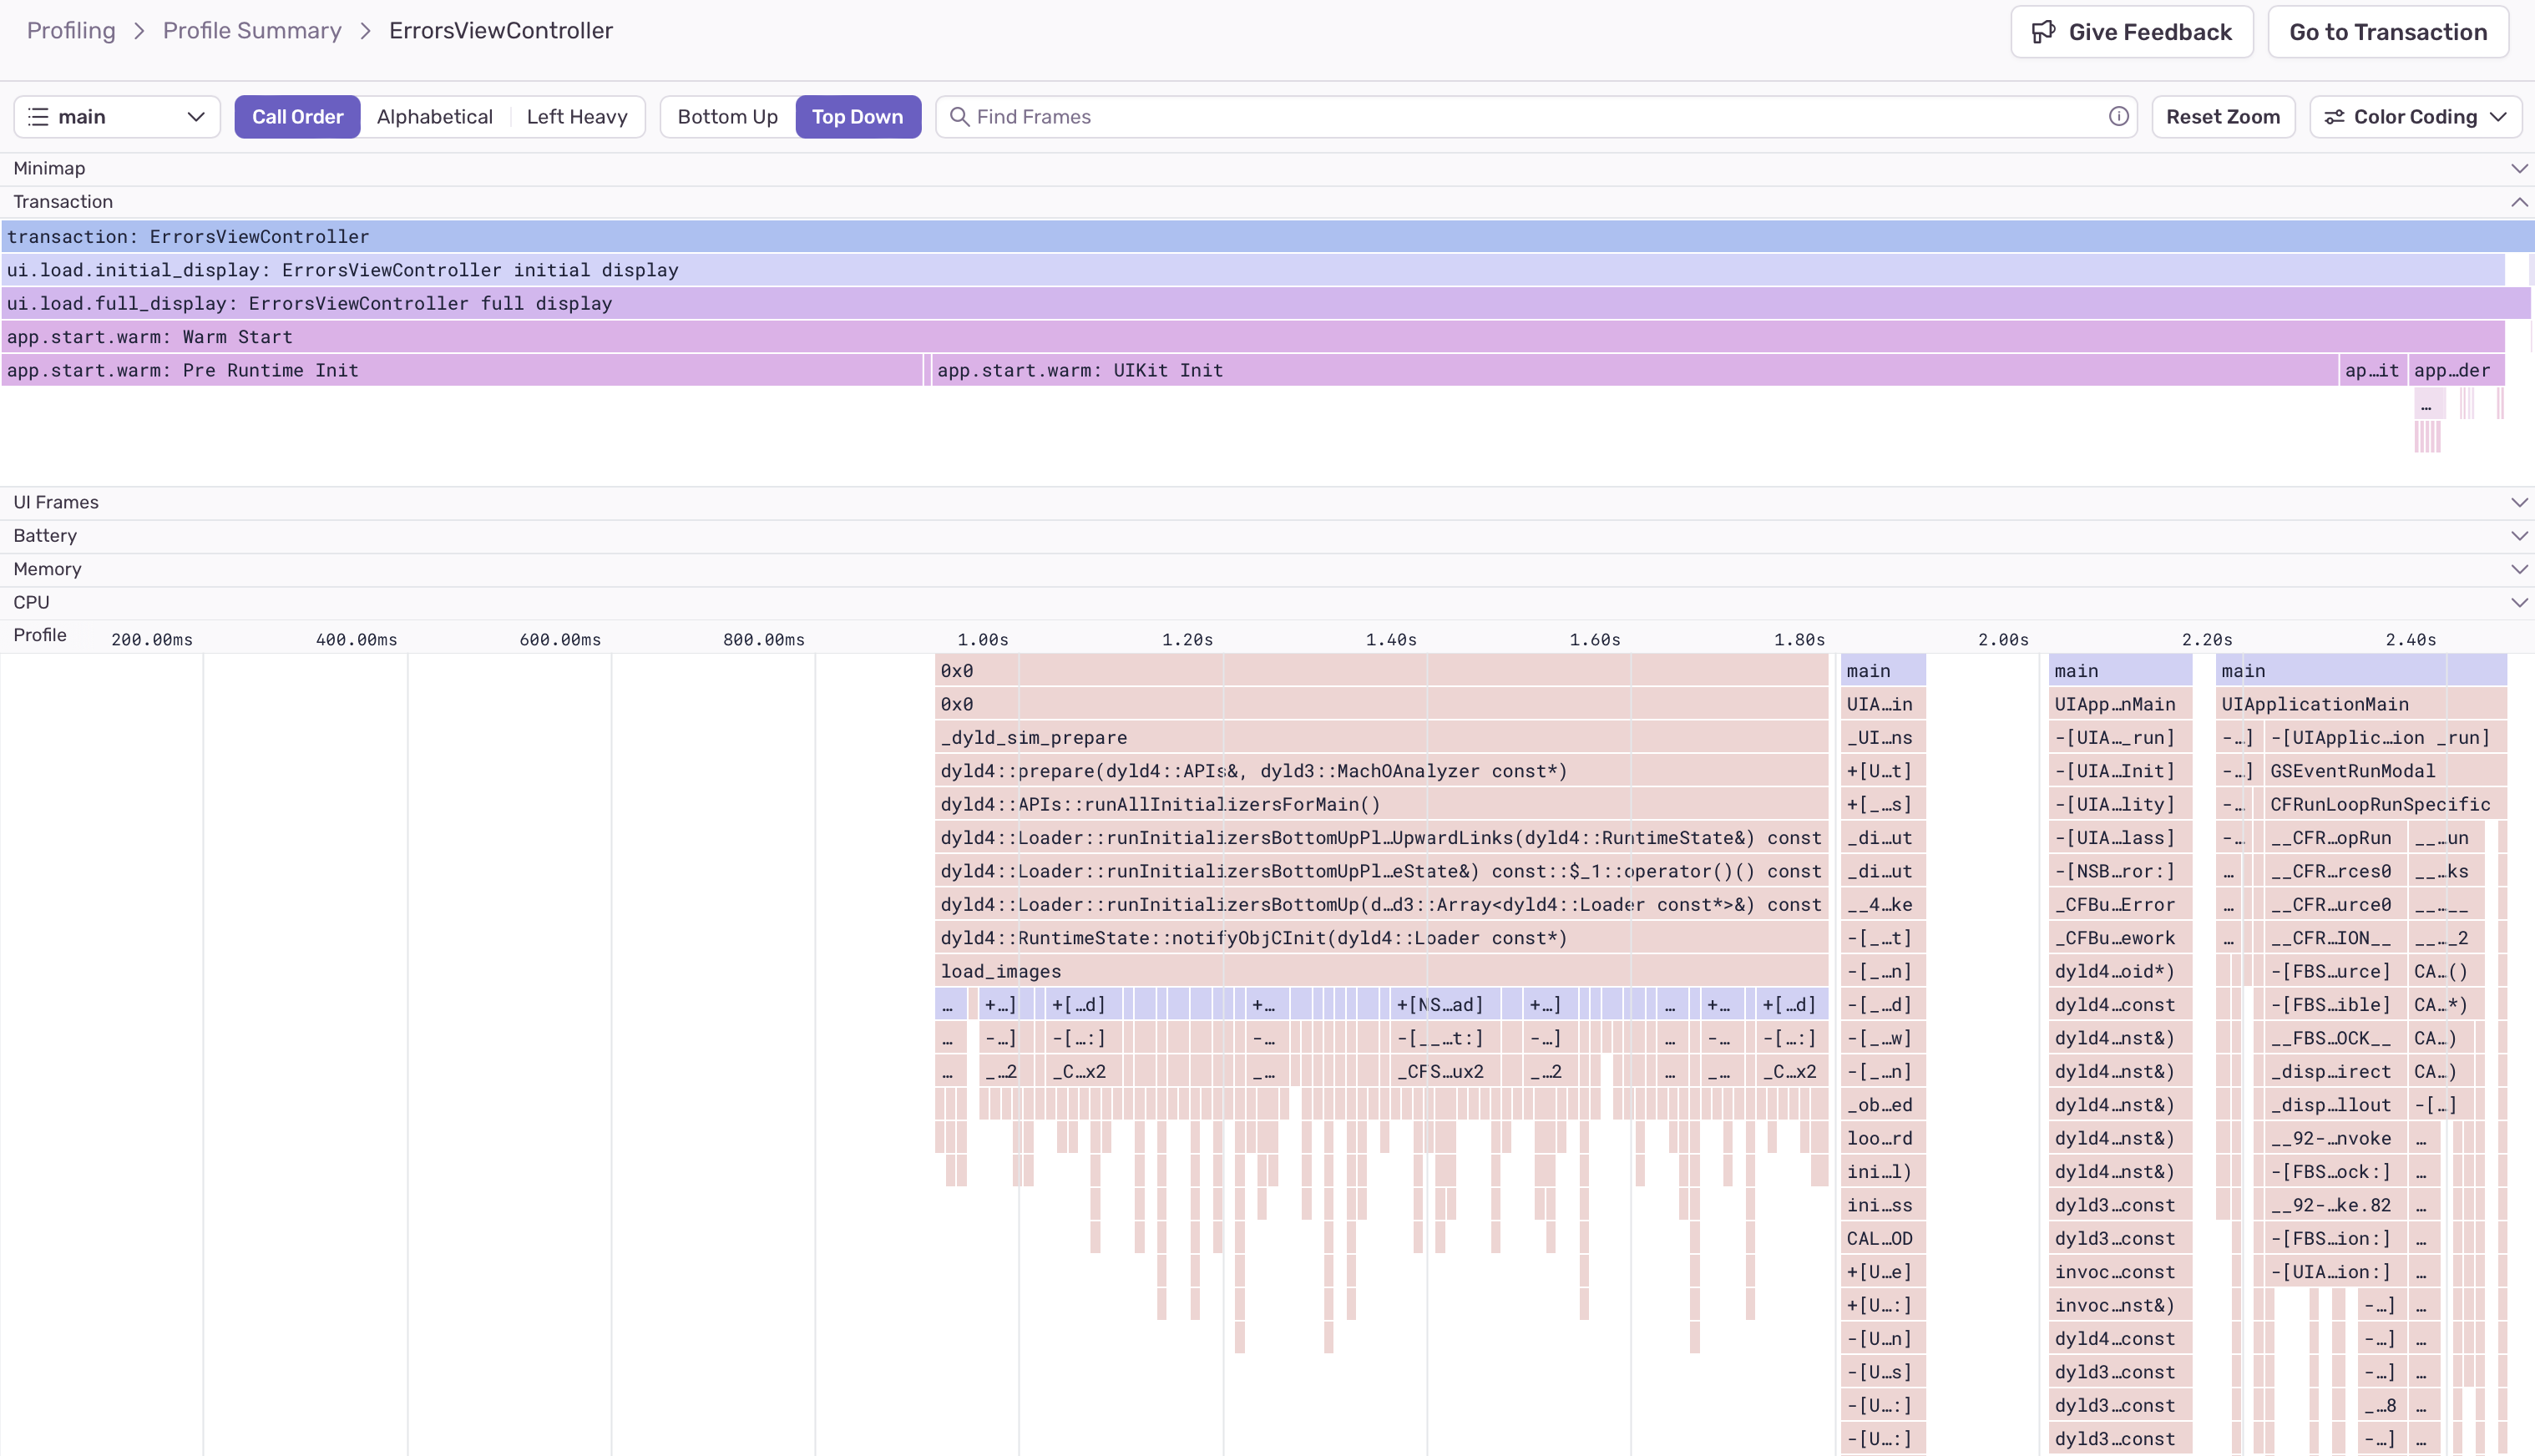 Profiling > Profile Summary > ErrorsViewController
Give Feedback
Go to Transaction
main
Call Order Alphabetical Left Heavy
Bottom Up Top Down
Find Frames
Reset Zoom
Color Coding
Minimap
Transaction
transaction: ErrorsViewController
ui.load.initial_display: ErrorsViewController initial display
ui.load.full_display: ErrorsViewController full display
app.start.warm: Warm Start
app.start.warm: Pre Runtime Init app.start.warm: UIKit Init ap…it app…der
…
UI Frames
Battery
Memory
CPU
Profile 200.00ms 400.00ms 600.00ms 800.00ms 1.00s 1.20s 1.40s 1.60s 1.80s 2.00s 2.20s 2.40s
0x0 main main main
0x0 UIA…in UIApp…nMain UIApplicationMain
_dyld_sim_prepare _UI…ns -[UIA…_run] -…] -[UIApplic…ion _run]
dyld4::prepare(dyld4::APIs&, dyld3::MachOAnalyzer const*) +[U…t] -[UIA…Init] -…] GSEventRunModal
dyld4::APIs::runAllInitializersForMain() +[_…s] -[UIA…lity] -… CFRunLoopRunSpecific
dyld4::Loader::runInitializersBottomUpPl…UpwardLinks(dyld4::RuntimeState&) const _di…ut -[UIA…lass] -… __CFR…opRun __…un
dyld4::Loader::runInitializersBottomUpPl…eState&) const::$_1::operator()() const _di…ut -[NSB…ror:] … __CFR…rces0 __…ks
dyld4::Loader::runInitializersBottomUp(d…d3::Array<dyld4::Loader const*>&) const __4…ke _CFBu…Error … __CFR…urce0 __…__
dyld4::RuntimeState::notifyObjCInit(dyld4::Loader const*) -[_…t] _CFBu…ework … __CFR…ION__ __…_2
load_images -[_…n] dyld4…oid*) -[FBS…urce] CA…()
… +…] +[…d] +… +[NS…ad] +…] … +… +[…d] -[_…d] dyld4…const -[FBS…ible] CA…*)
… -…] -[…:] -… -[__…t:] -…] … -… -[…:] -[_…w] dyld4…nst&) __FBS…OCK__ CA…)
… _…2 _C…x2 _… _CFS…ux2 _…2 … _… _C…x2 -[_…n] dyld4…nst&) _disp…irect CA…)
_ob…ed dyld4…nst&) _disp…llout -[…]
loo…rd dyld4…nst&) __92-…nvoke …
ini…l) dyld4…nst&) -[FBS…ock:] …
ini…ss dyld3…const __92-…ke.82 …
CAL…OD dyld3…const -[FBS…ion:] …
+[U…e] invoc…const -[UIA…ion:] …
+[U…:] invoc…nst&) -…] …
-[U…n] dyld4…const -…] …
-[U…s] dyld3…const -…] …
-[U…:] dyld3…const _…8 …
-[U…:] dyld3…const -…] …